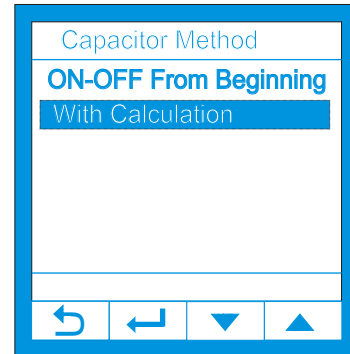 Capacitor Method
ON-OFF From Beginning
With Calculation